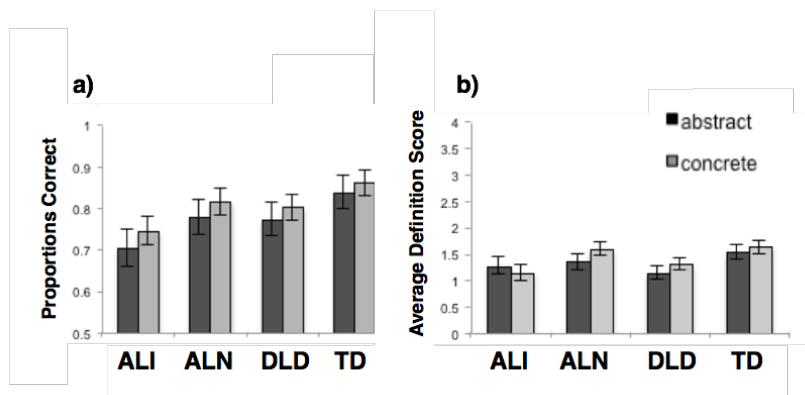 a)
Proportions Correct
1
0.9
0.8
0.7
0.6
0.5
ALI ALN DLD TD
b)
Average Definition Score
4
3.5
3
2.5
2
1.5
1
0.5
0
abstract
concrete
ALI ALN DLD TD